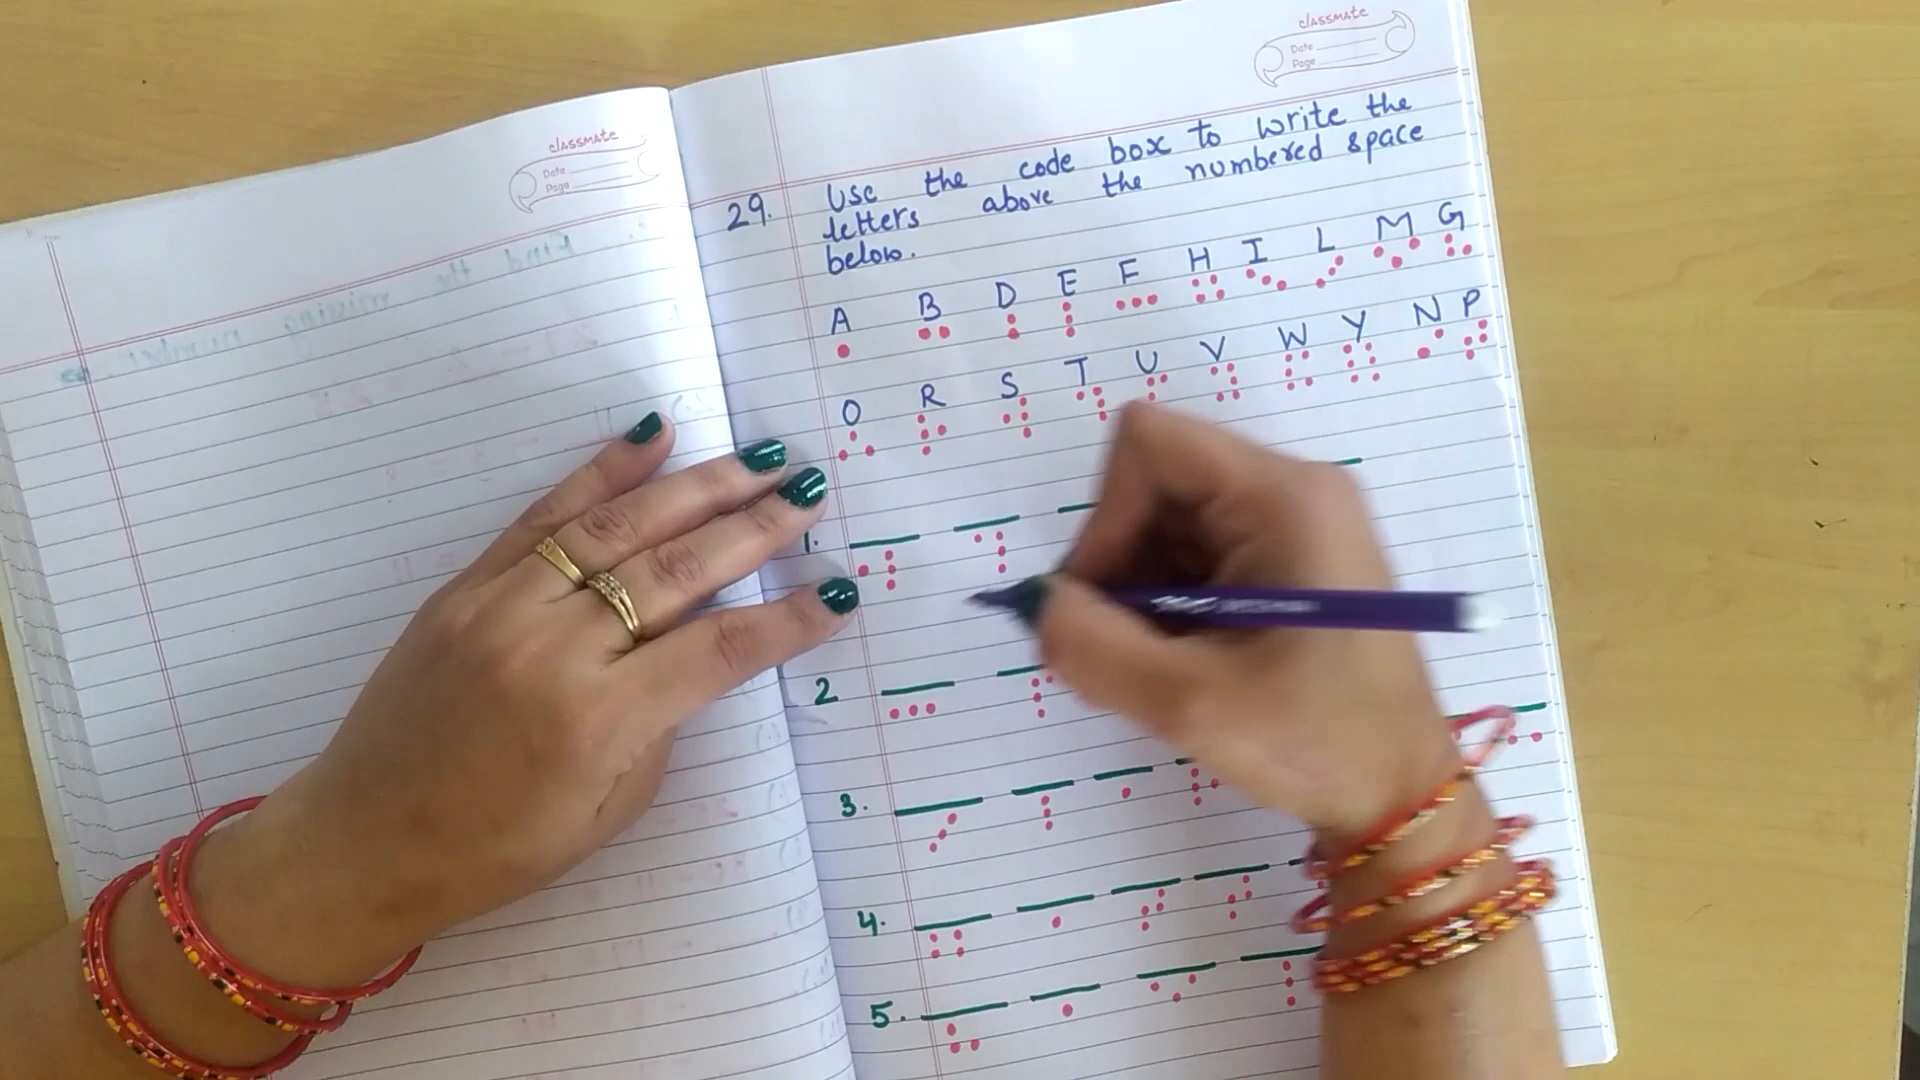 classmate
Date
Page
classmate
Date
Page
29. Use the code box to write the
letters above the numbered space
below.
A B D E F H I L M G
O R S T U V W Y N P
1.
2
3.
4.
5.